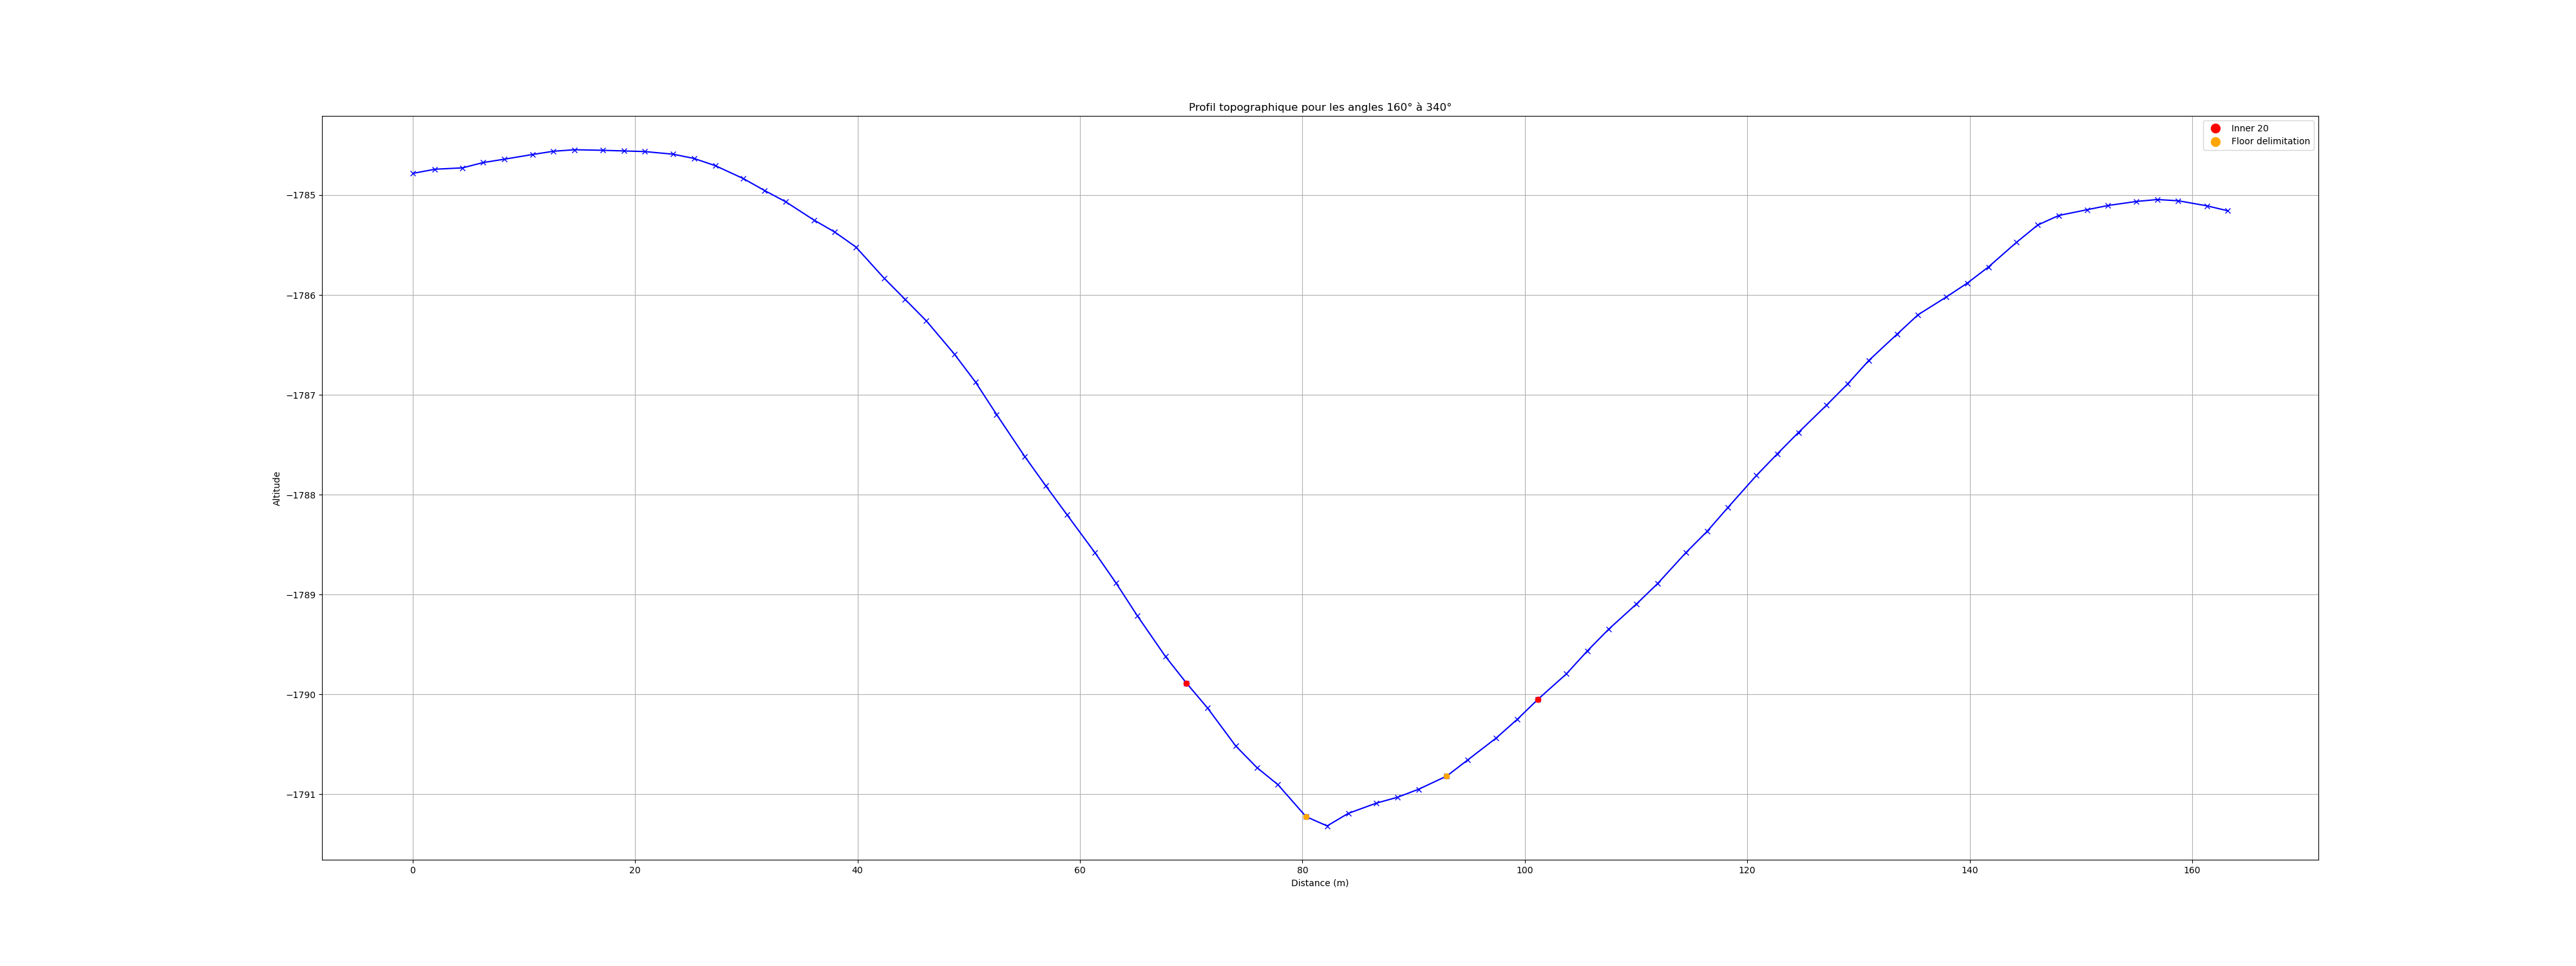 Profil topographique pour les angles 160° à 340°
Inner 20
Floor delimitation
Altitude
−1785
−1786
−1787
−1788
−1789
−1790
−1791
0 20 40 60 80 100 120 140 160
Distance (m)